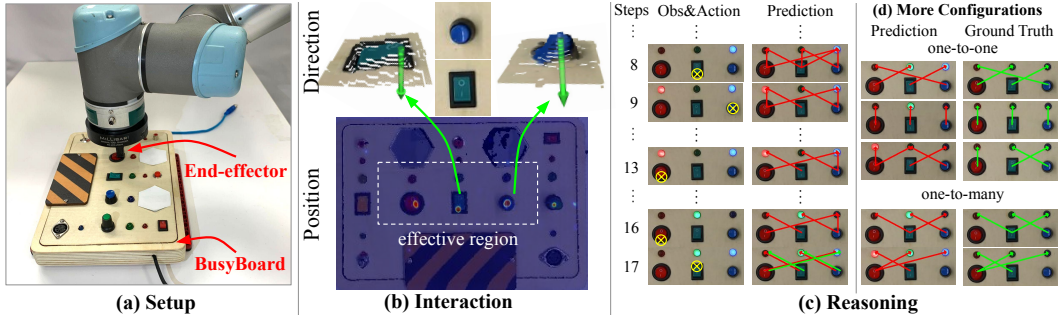 End-effector
BusyBoard
(a) Setup
Direction
Position
effective region
(b) Interaction
Steps
Obs&Action
Prediction
8
9
13
16
17
(c) Reasoning
(d) More Configurations
Prediction
Ground Truth
one-to-one
one-to-many